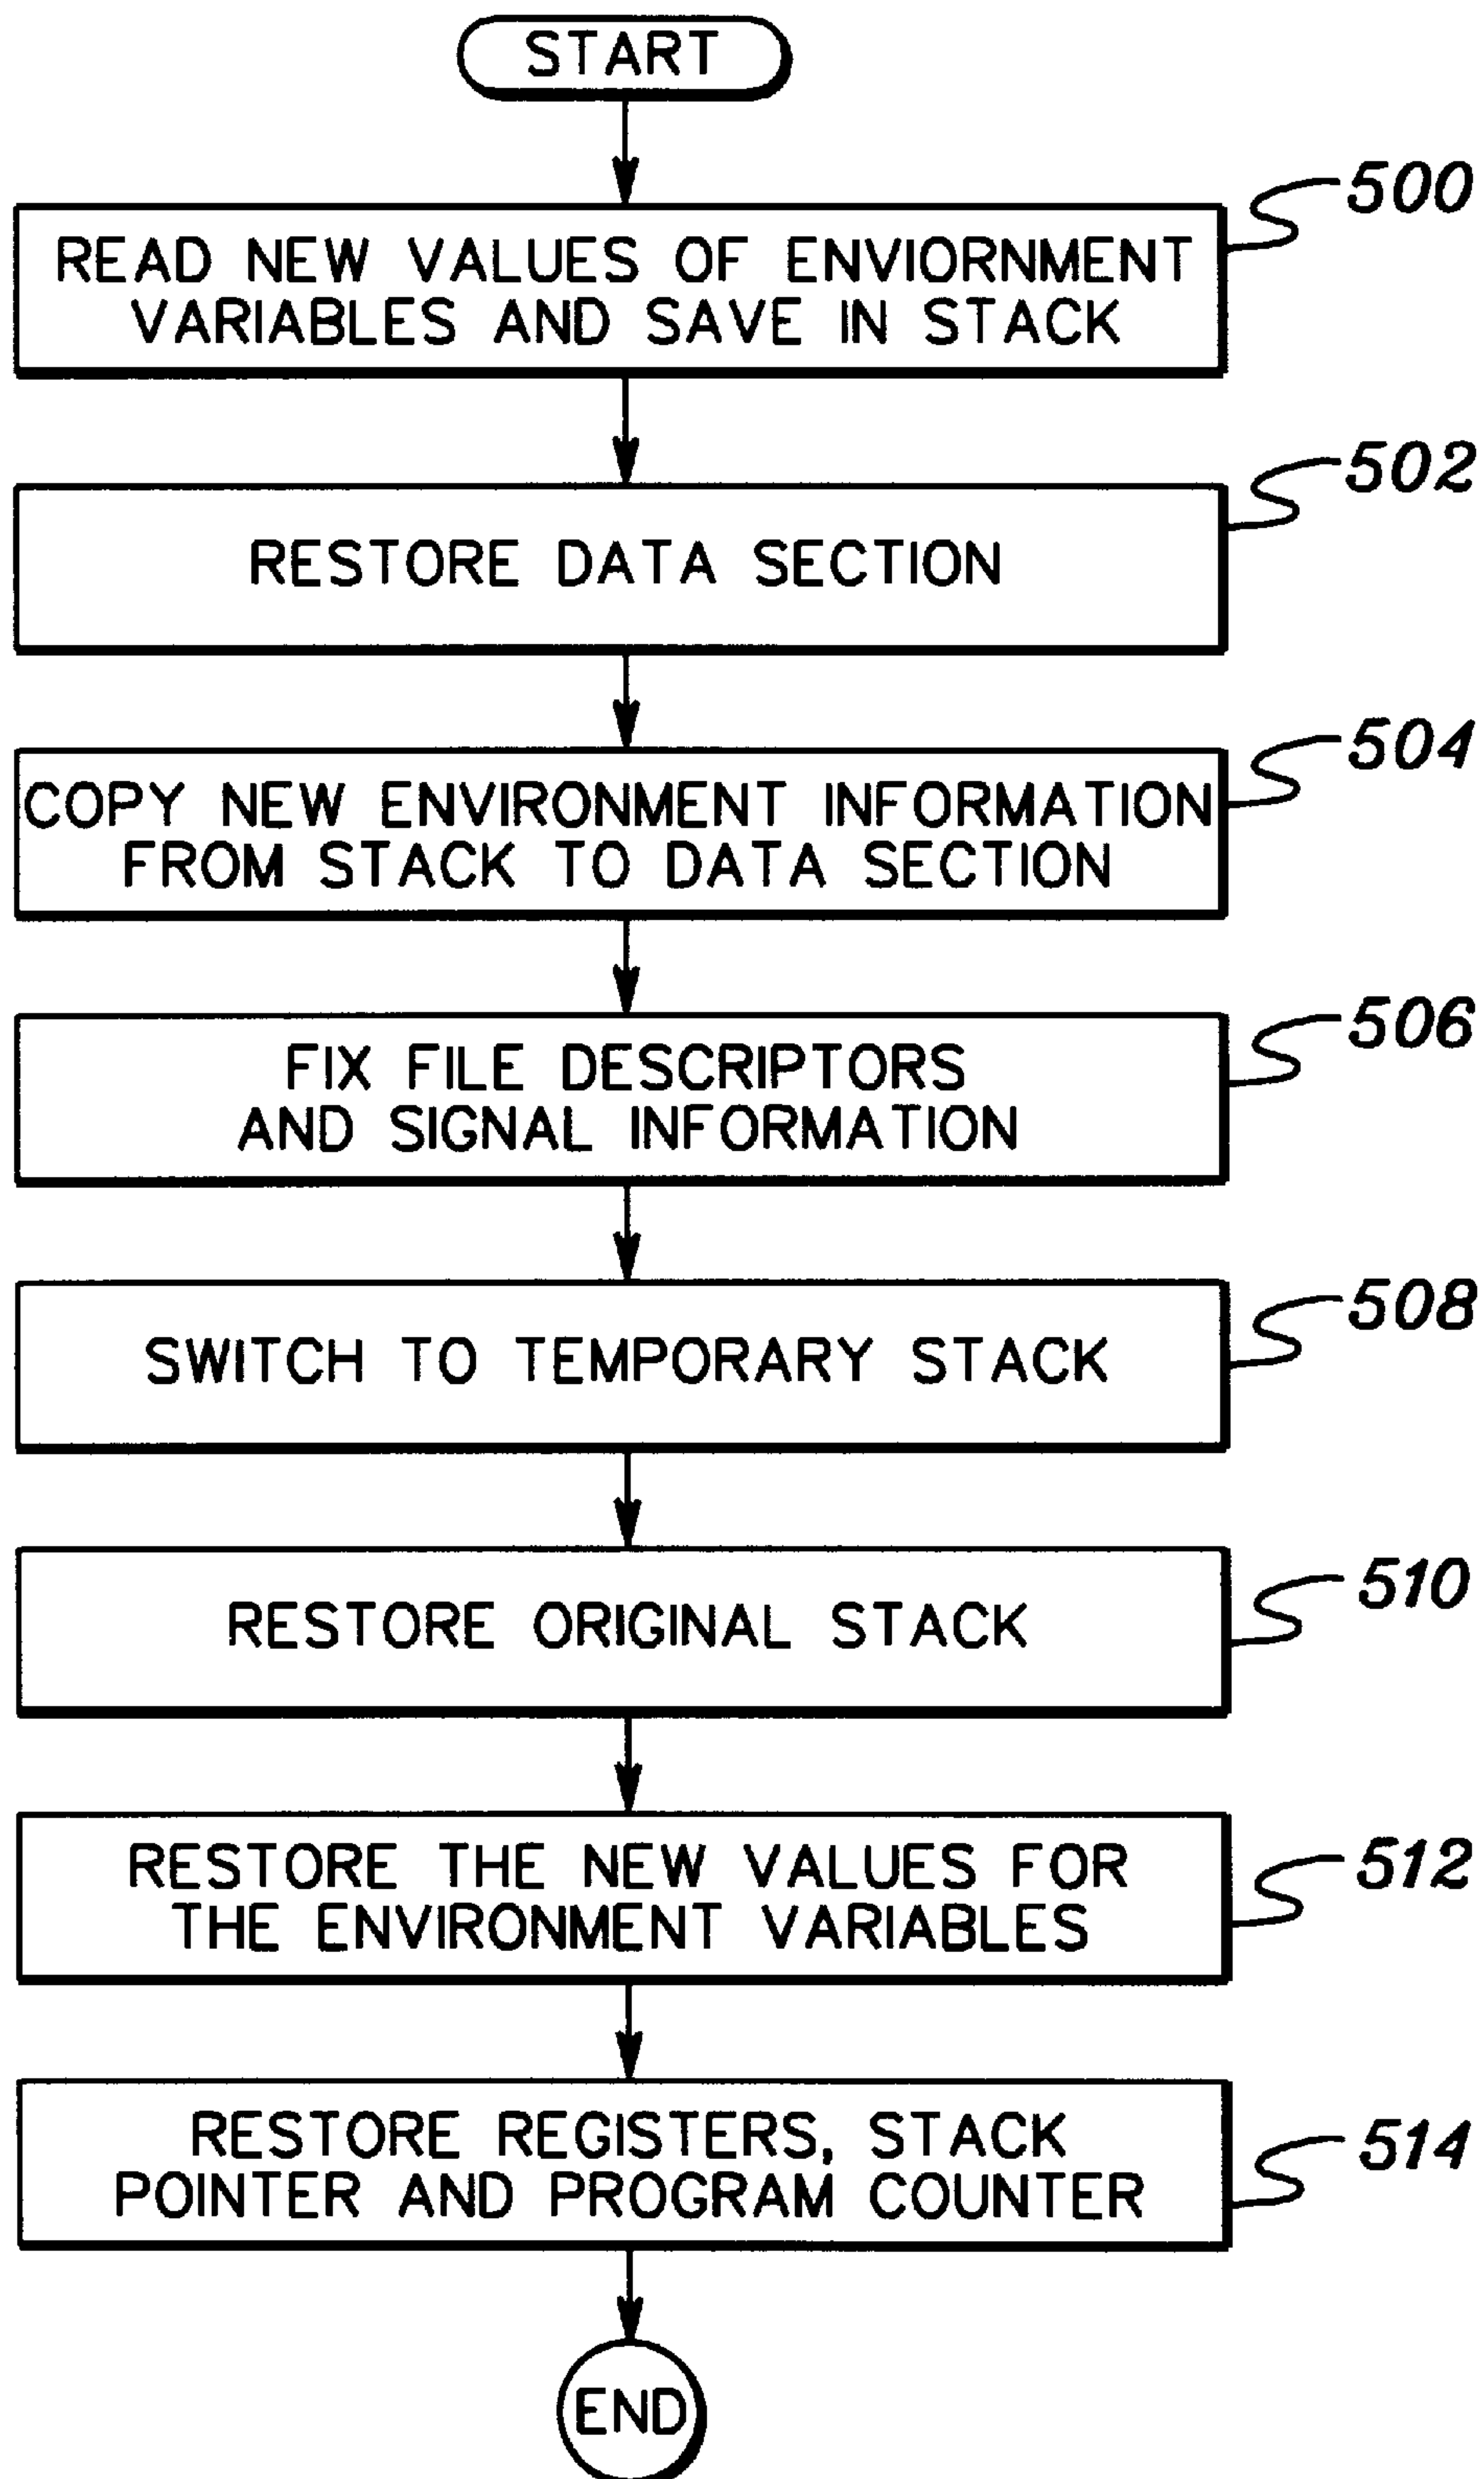 START
500
READ NEW VALUES OF ENVIORNMENT
VARIABLES AND SAVE IN STACK
502
RESTORE DATA SECTION
504
COPY NEW ENVIRONMENT INFORMATION
FROM STACK TO DATA SECTION
506
FIX FILE DESCRIPTORS
AND SIGNAL INFORMATION
508
SWITCH TO TEMPORARY STACK
510
RESTORE ORIGINAL STACK
512
RESTORE THE NEW VALUES FOR
THE ENVIRONMENT VARIABLES
514
RESTORE REGISTERS, STACK
POINTER AND PROGRAM COUNTER
END